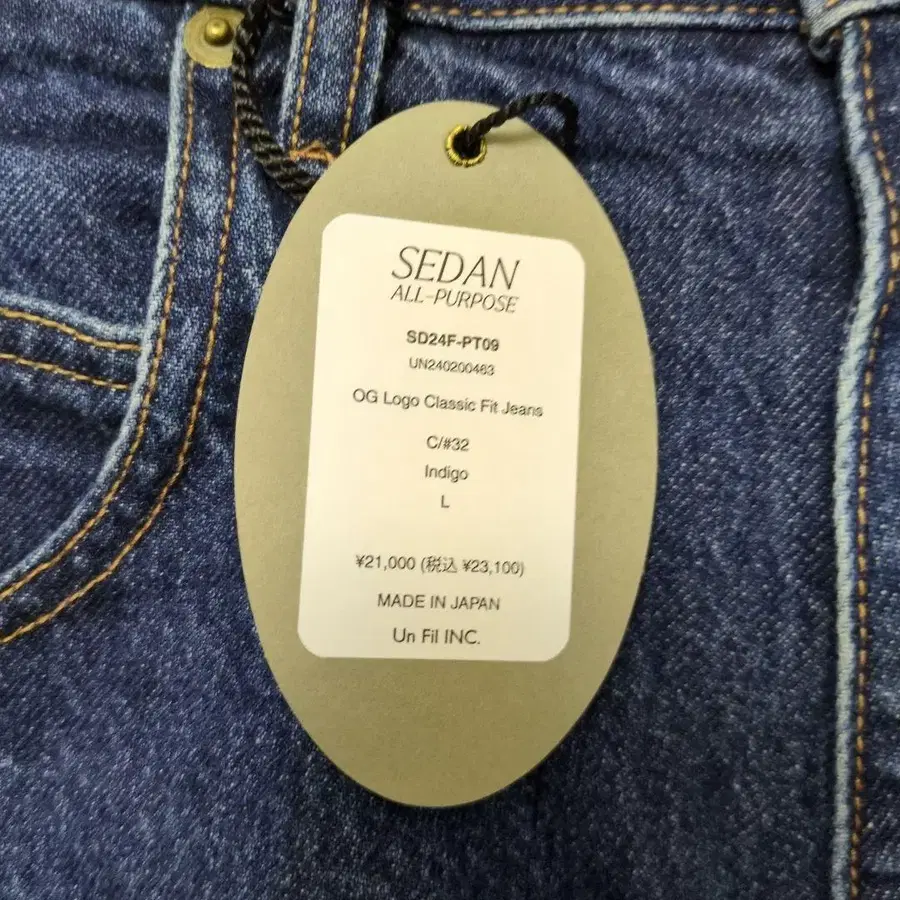 SEDAN
ALL-PURPOSE
SD24F-PT09
UN240200463
OG Logo Classic Fit Jeans
C/#32
Indigo
L
¥21,000 (税込 ¥23,100)
MADE IN JAPAN
Un Fil INC.